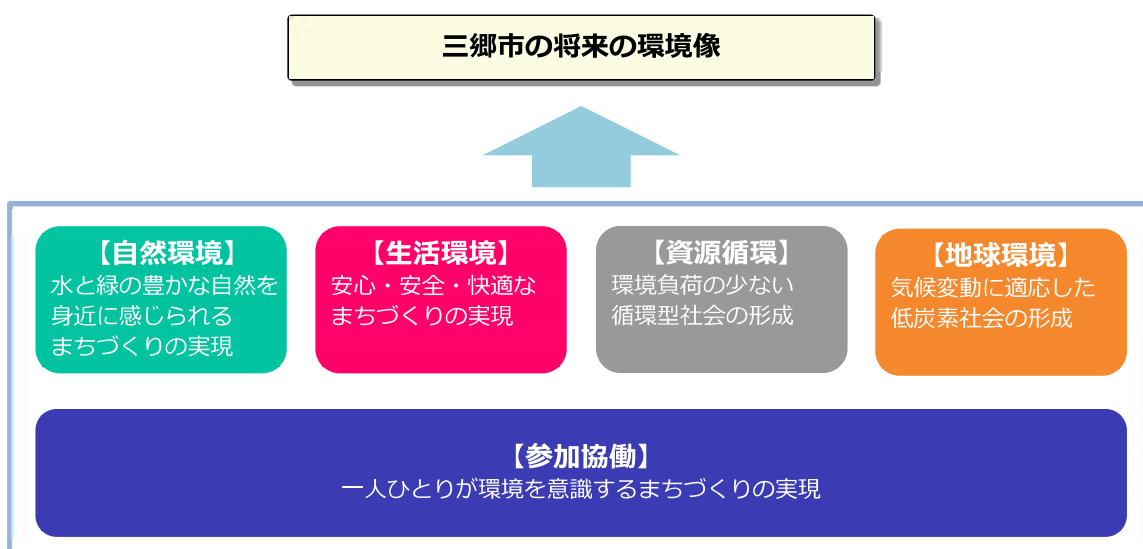 三郷市の将来の環境像
【自然環境】
水と緑の豊かな自然を
身近に感じられる
まちづくりの実現
【生活環境】
安心・安全・快適な
まちづくりの実現
【資源循環】
環境負荷の少ない
循環型社会の形成
【地球環境】
気候変動に適応した
低炭素社会の形成
【参加協働】
一人ひとりが環境を意識するまちづくりの実現